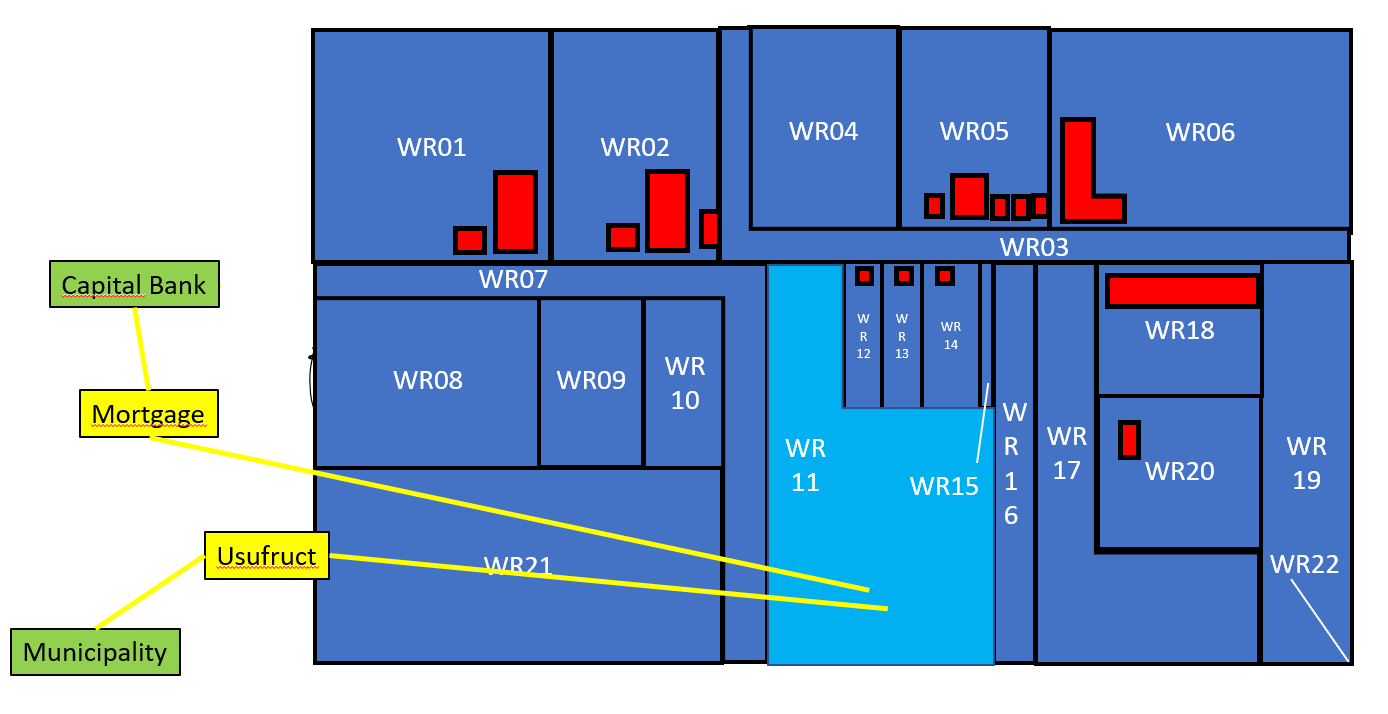 WR01
WR02
WR04
WR05
WR06
WR03
WR07
Capital Bank
Mortgage
Usufruct
Municipality
WR08
WR09
WR
10
WR
11
W
R
12
W
R
13
WR
14
WR15
W
R
1
6
WR
17
WR18
WR20
WR
19
WR21
WR22